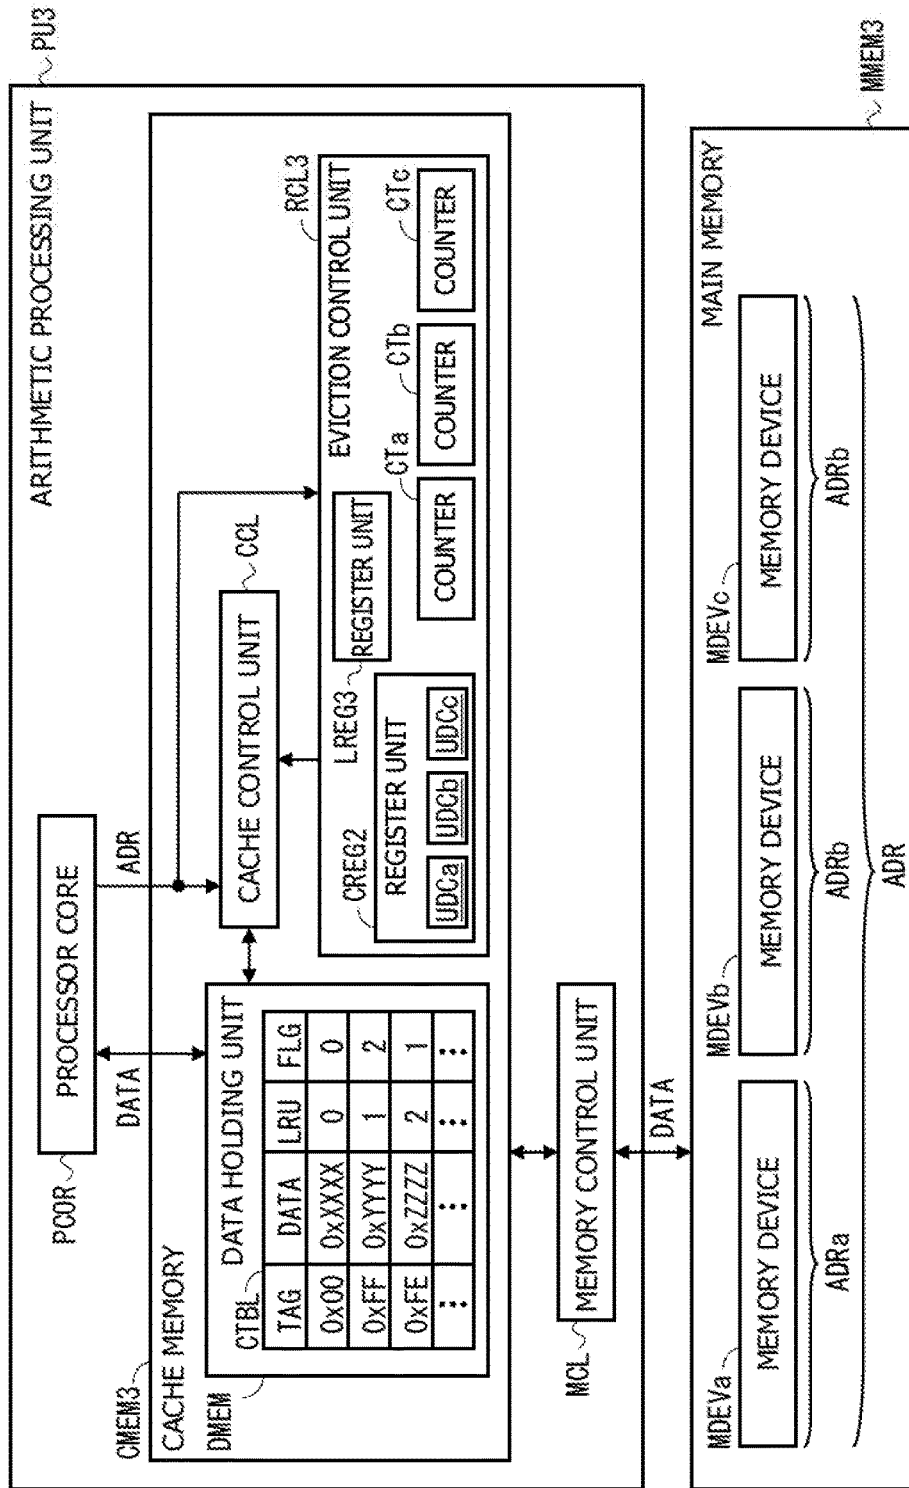 ARITHMETIC PROCESSING UNIT
PU3
PCOR
PROCESSOR CORE
DATA
ADR
CMEM3
CACHE MEMORY
DMEM
CTBL
DATA HOLDING UNIT
TAG DATA LRU FLG
0x00 0xXXXX 0 0
0xFF 0xYYYY 1 2
0xFE 0xZZZZ 2 1
⋮ ⋮ ⋮ ⋮
CACHE CONTROL UNIT
CCL
RCL3
EVICTION CONTROL UNIT
CREG2
REGISTER UNIT
UDCa UDCb UDCc
LREG3
REGISTER UNIT
CTa
COUNTER
CTb
COUNTER
CTc
COUNTER
MCL
MEMORY CONTROL UNIT
DATA
MAIN MEMORY
MMEM3
MDEVa
MEMORY DEVICE
ADRa
MDEVb
MEMORY DEVICE
ADRb
MDEVc
MEMORY DEVICE
ADRb
ADR